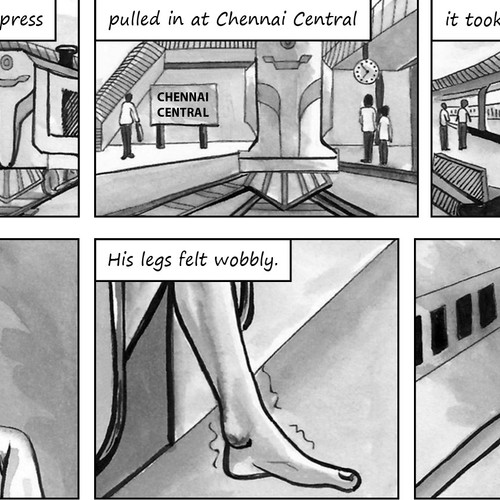 press
pulled in at Chennai Central
it took
CHENNAI
CENTRAL
His legs felt wobbly.